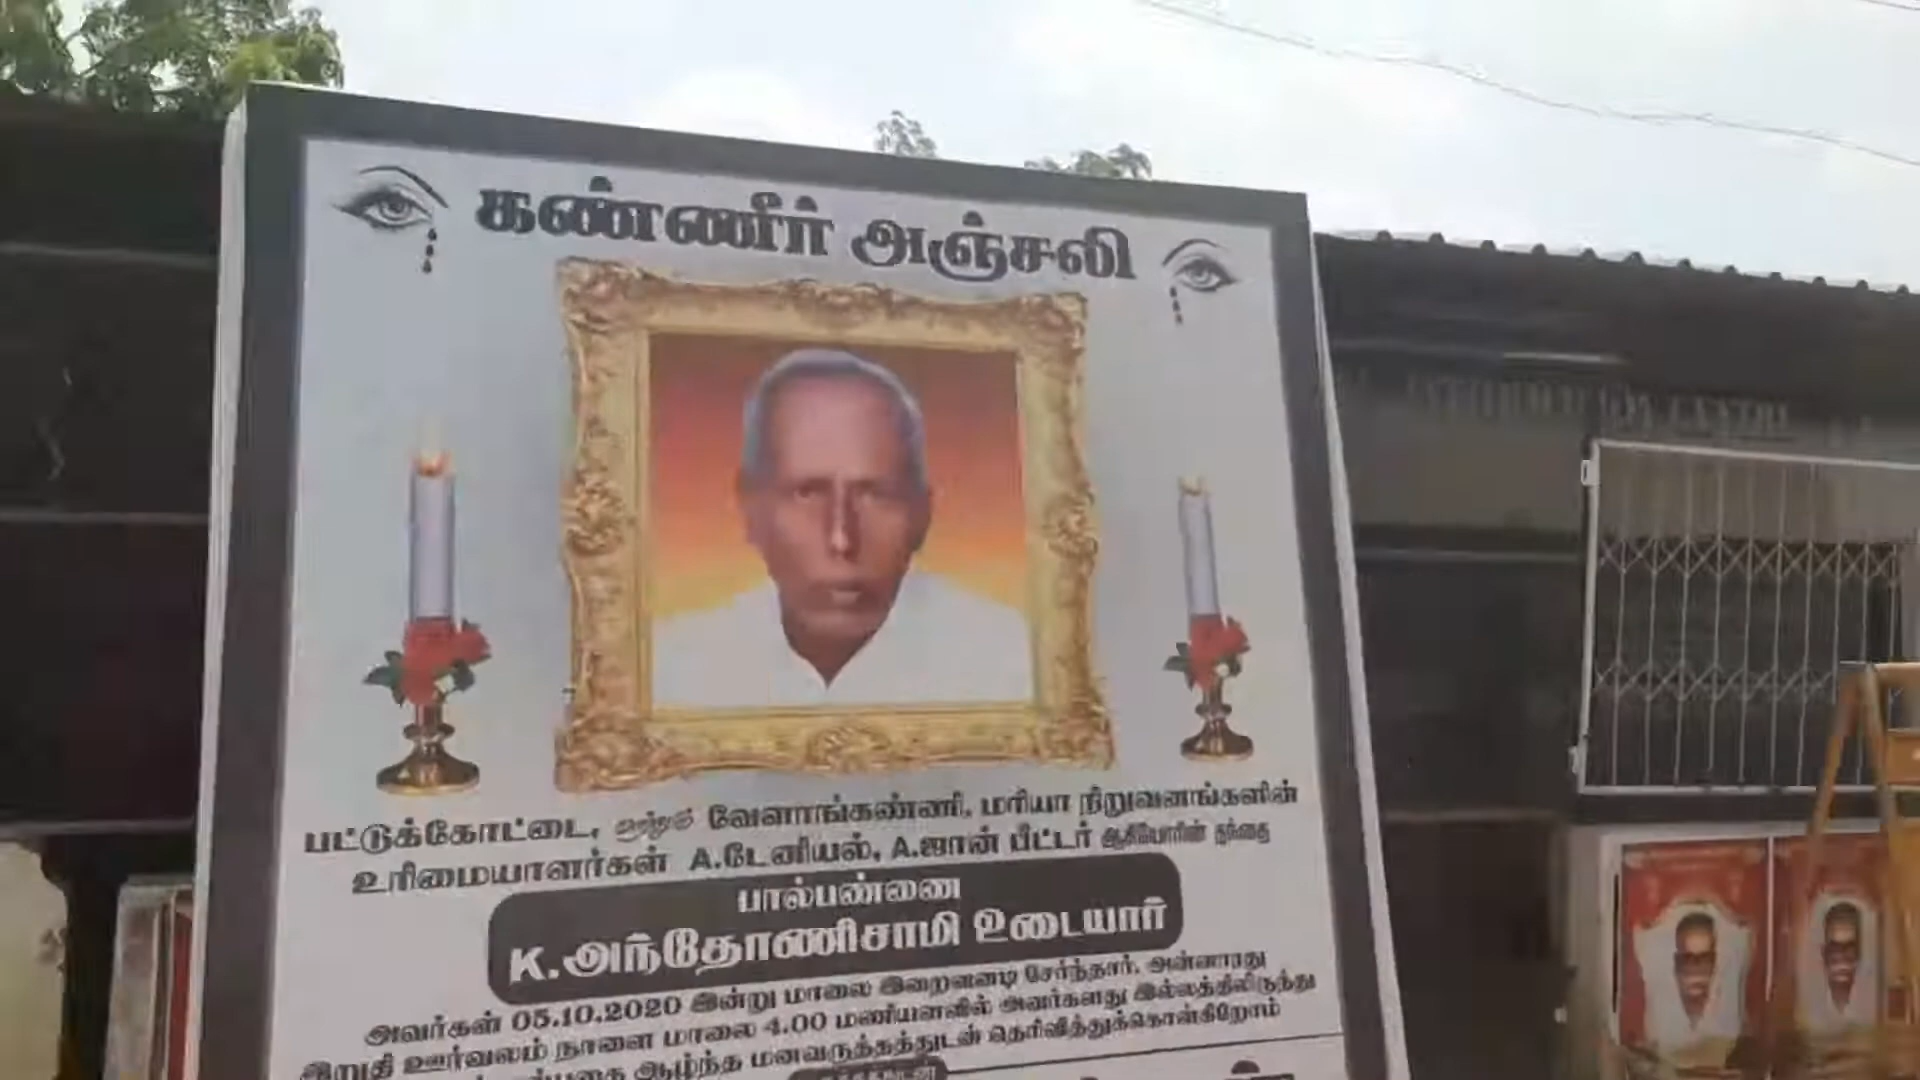 கண்ணீர் அஞ்சலி
பட்டுக்கோட்டை, மற்றும் வேளாங்கண்ணி, மரியா நிறுவனங்களின்
உரிமையாளர்கள் A.டேனியல், A.ஜான் பீட்டர் ஆகியோரின் தந்தை
பால்பண்ணை
K.அந்தோணிசாமி உடையார்
அவர்கள் 05.10.2020 இன்று மாலை இறைவனடி சேர்ந்தார். அன்னாரது
இறுதி ஊர்வலம் நாளை மாலை 4.00 மணியளவில் அவர்களது இல்லத்திலிருந்து
ஆழ்ந்த மனவருத்தத்துடன் தெரிவித்துக்கொள்கிறோம்